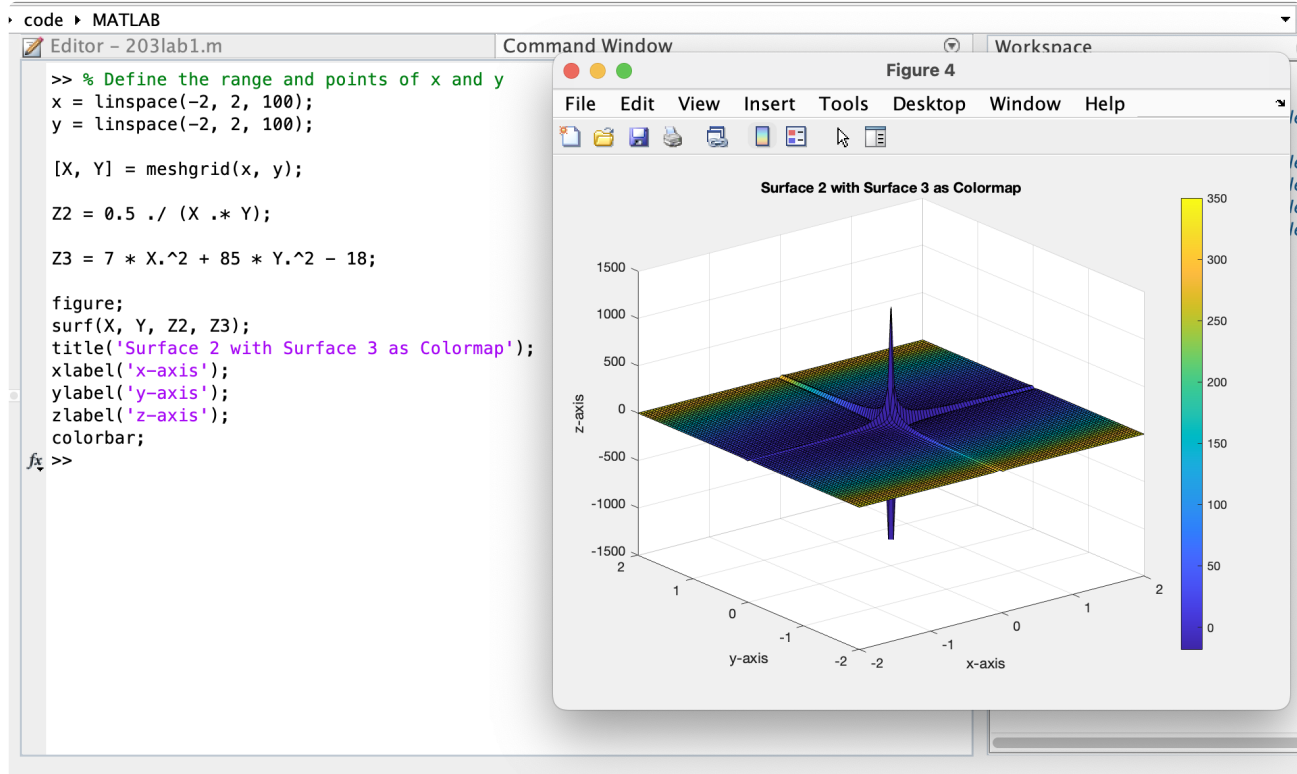 code ▸ MATLAB
Editor – 203lab1.m
Command Window
Workspace
>> % Define the range and points of x and y
x = linspace(-2, 2, 100);
y = linspace(-2, 2, 100);
[X, Y] = meshgrid(x, y);
Z2 = 0.5 ./ (X .* Y);
Z3 = 7 * X.^2 + 85 * Y.^2 - 18;
figure;
surf(X, Y, Z2, Z3);
title('Surface 2 with Surface 3 as Colormap');
xlabel('x-axis');
ylabel('y-axis');
zlabel('z-axis');
colorbar;
fx >>
Figure 4
File Edit View Insert Tools Desktop Window Help
Surface 2 with Surface 3 as Colormap
1500
1000
500
0
-500
-1000
-1500
z-axis
2
1
0
-1
-2
y-axis
-2
-1
0
1
2
x-axis
350
300
250
200
150
100
50
0